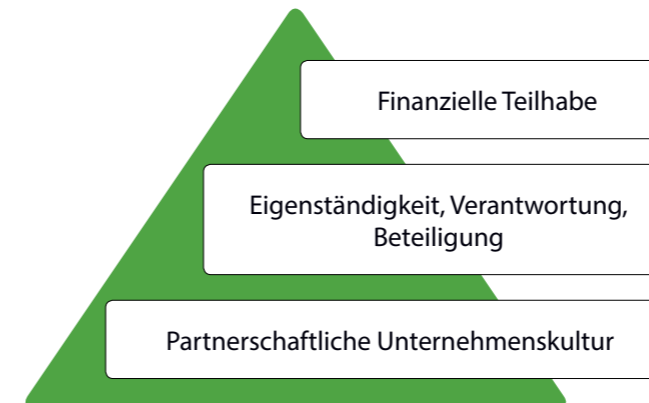 Finanzielle Teilhabe
Eigenständigkeit, Verantwortung,
Beteiligung
Partnerschaftliche Unternehmenskultur